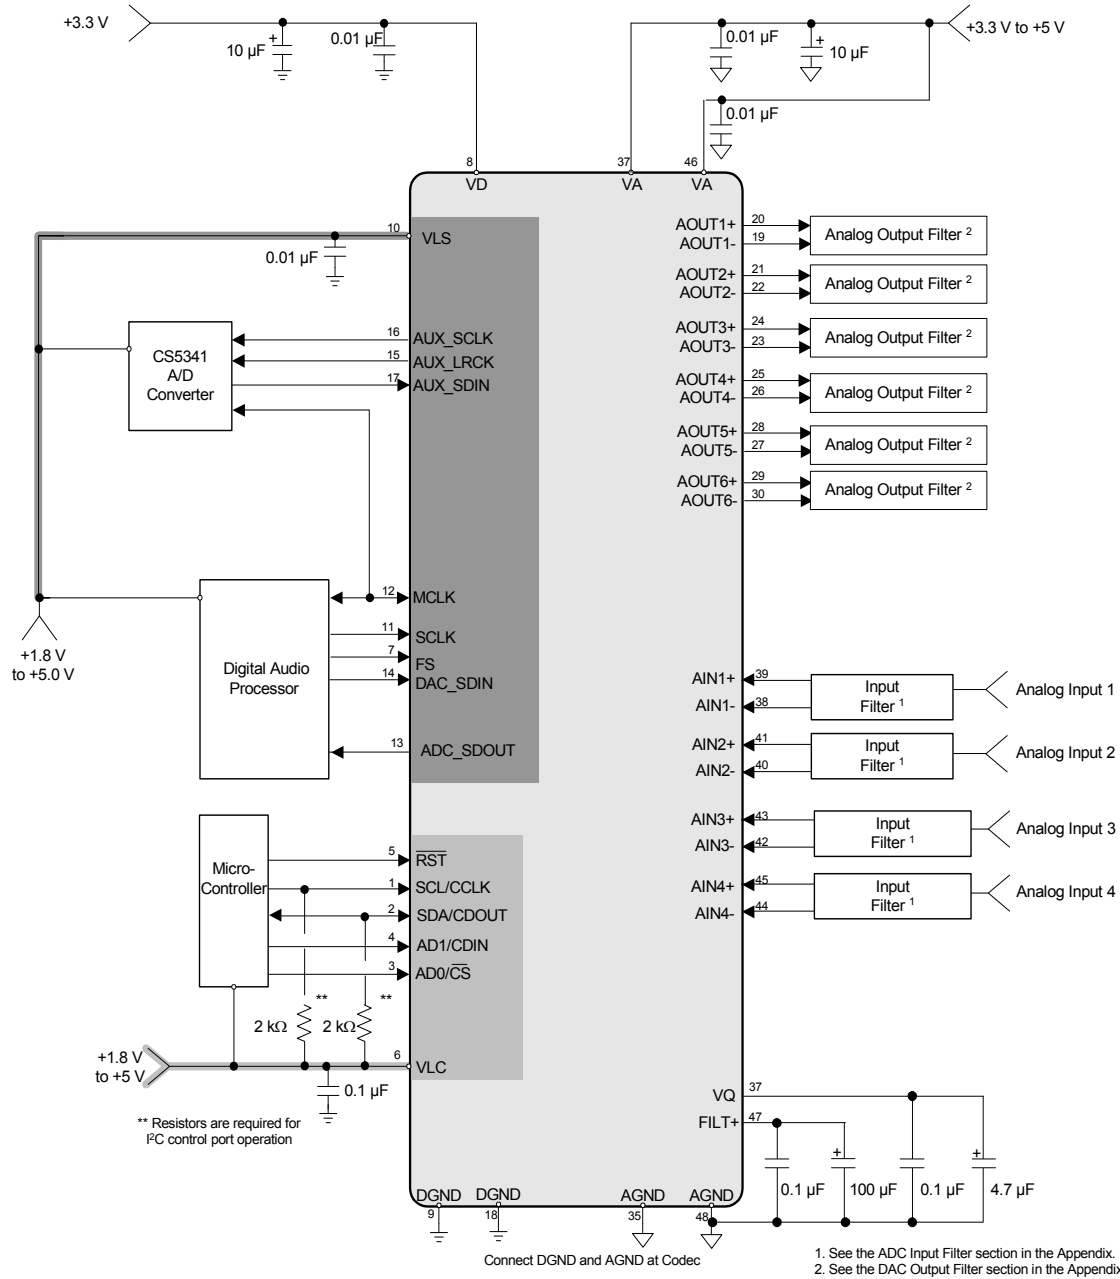 +3.3 V
10 µF
+
0.01 µF
0.01 µF
+
10 µF
+3.3 V to +5 V
0.01 µF
8
37
46
VD
VA
VA
10
VLS
0.01 µF
CS5341
A/D
Converter
16
AUX_SCLK
15
AUX_LRCK
17
AUX_SDIN
AOUT1+
20
AOUT1-
19
Analog Output Filter 2
AOUT2+
21
AOUT2-
22
Analog Output Filter 2
AOUT3+
24
AOUT3-
23
Analog Output Filter 2
AOUT4+
25
AOUT4-
26
Analog Output Filter 2
AOUT5+
28
AOUT5-
27
Analog Output Filter 2
AOUT6+
29
AOUT6-
30
Analog Output Filter 2
+1.8 V
to +5.0 V
Digital Audio
Processor
12
MCLK
11
SCLK
7
FS
14
DAC_SDIN
13
ADC_SDOUT
AIN1+
39
AIN1-
38
Input
Filter 1
Analog Input 1
AIN2+
41
AIN2-
40
Input
Filter 1
Analog Input 2
AIN3+
43
AIN3-
42
Input
Filter 1
Analog Input 3
AIN4+
45
AIN4-
44
Input
Filter 1
Analog Input 4
Micro-
Controller
5
RST
1
SCL/CCLK
2
SDA/CDOUT
4
AD1/CDIN
3
AD0/CS
**
**
2 kΩ
2 kΩ
+1.8 V
to +5 V
6
VLC
0.1 µF
** Resistors are required for
I²C control port operation
VQ
37
FILT+
47
+
+
0.1 µF
100 µF
0.1 µF
4.7 µF
DGND
DGND
AGND
AGND
9
18
35
48
Connect DGND and AGND at Codec
1. See the ADC Input Filter section in the Appendix.
2. See the DAC Output Filter section in the Appendix